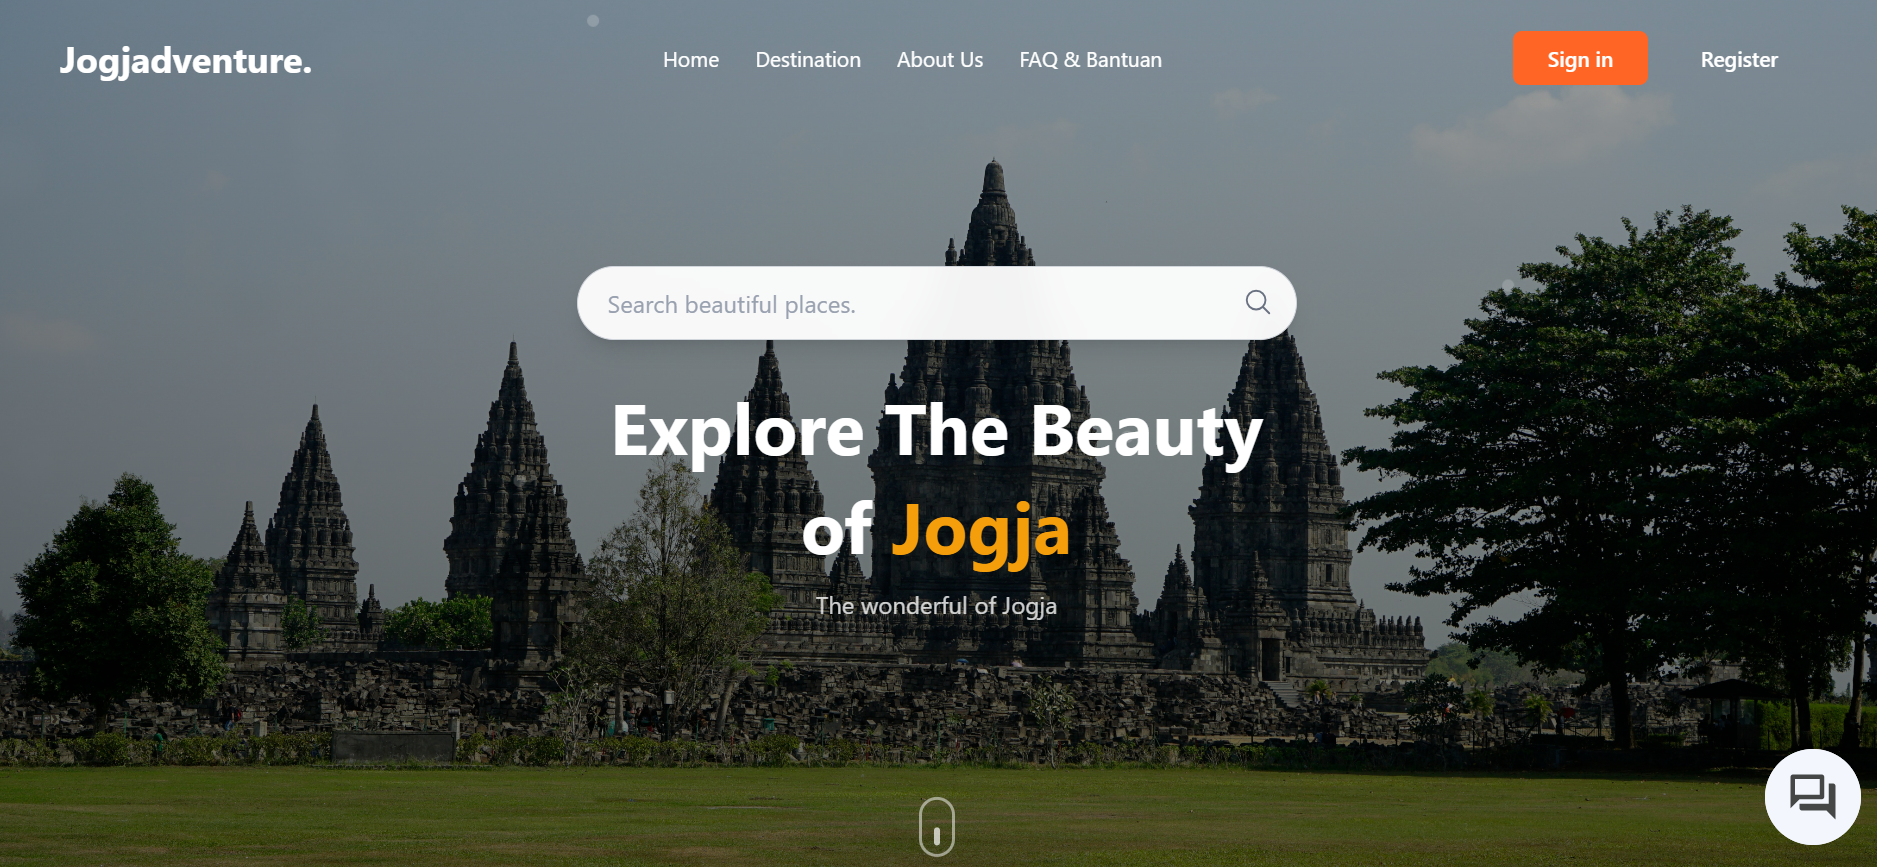 Jogjadventure.
Home
Destination
About Us
FAQ & Bantuan
Sign in
Register
Search beautiful places.
Explore The Beauty
of Jogja
The wonderful of Jogja